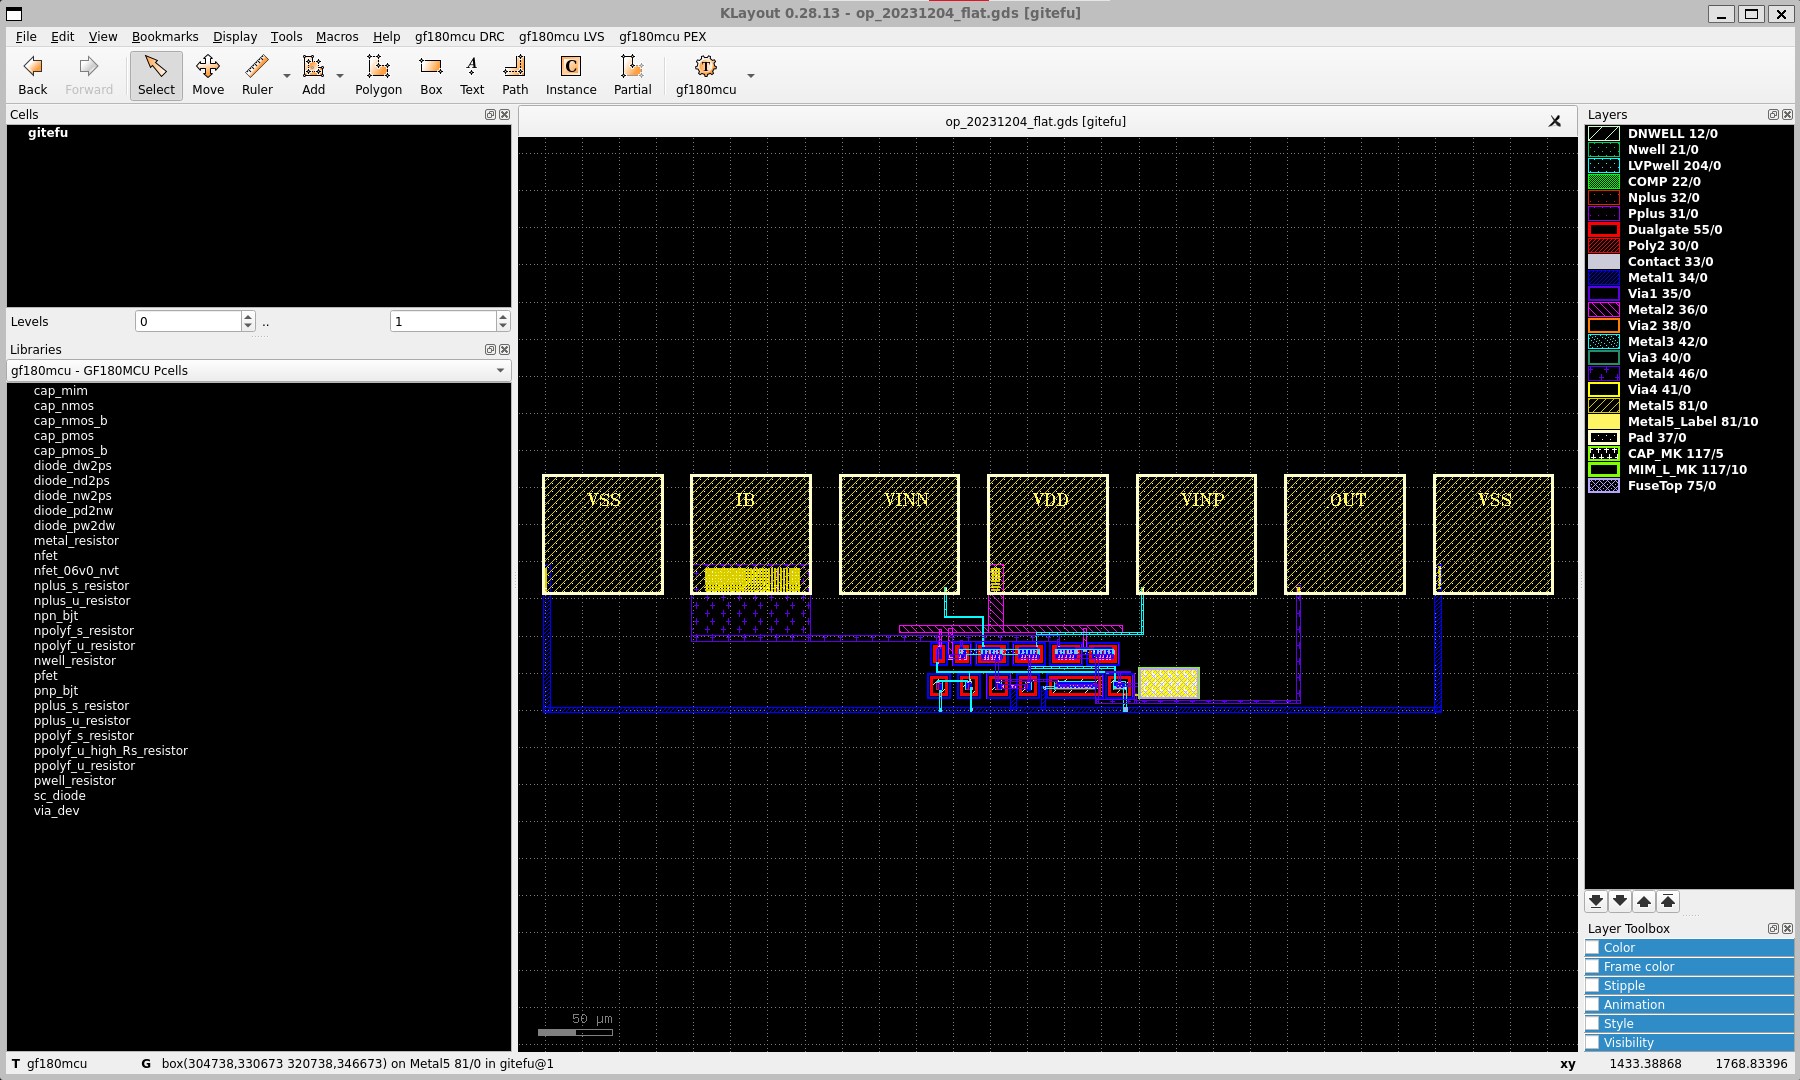 KLayout 0.28.13 - op_20231204_flat.gds [gitefu]
File Edit View Bookmarks Display Tools Macros Help gf180mcu DRC gf180mcu LVS gf180mcu PEX
Back Forward Select Move Ruler Add Polygon Box Text Path Instance Partial gf180mcu
Cells
gitefu
Levels 0 .. 1
Libraries
gf180mcu - GF180MCU Pcells
cap_mim
cap_nmos
cap_nmos_b
cap_pmos
cap_pmos_b
diode_dw2ps
diode_nd2ps
diode_nw2ps
diode_pd2nw
diode_pw2dw
metal_resistor
nfet
nfet_06v0_nvt
nplus_s_resistor
nplus_u_resistor
npn_bjt
npolyf_s_resistor
npolyf_u_resistor
nwell_resistor
pfet
pnp_bjt
pplus_s_resistor
pplus_u_resistor
ppolyf_s_resistor
ppolyf_u_high_Rs_resistor
ppolyf_u_resistor
pwell_resistor
sc_diode
via_dev
op_20231204_flat.gds [gitefu]
VSS IB VINN VDD VINP OUT VSS
50 µm
Layers
DNWELL 12/0
Nwell 21/0
LVPwell 204/0
COMP 22/0
Nplus 32/0
Pplus 31/0
Dualgate 55/0
Poly2 30/0
Contact 33/0
Metal1 34/0
Via1 35/0
Metal2 36/0
Via2 38/0
Metal3 42/0
Via3 40/0
Metal4 46/0
Via4 41/0
Metal5 81/0
Metal5_Label 81/10
Pad 37/0
CAP_MK 117/5
MIM_L_MK 117/10
FuseTop 75/0
Layer Toolbox
Color
Frame color
Stipple
Animation
Style
Visibility
T gf180mcu G box(304738,330673 320738,346673) on Metal5 81/0 in gitefu@1 xy 1433.38868 1768.83396